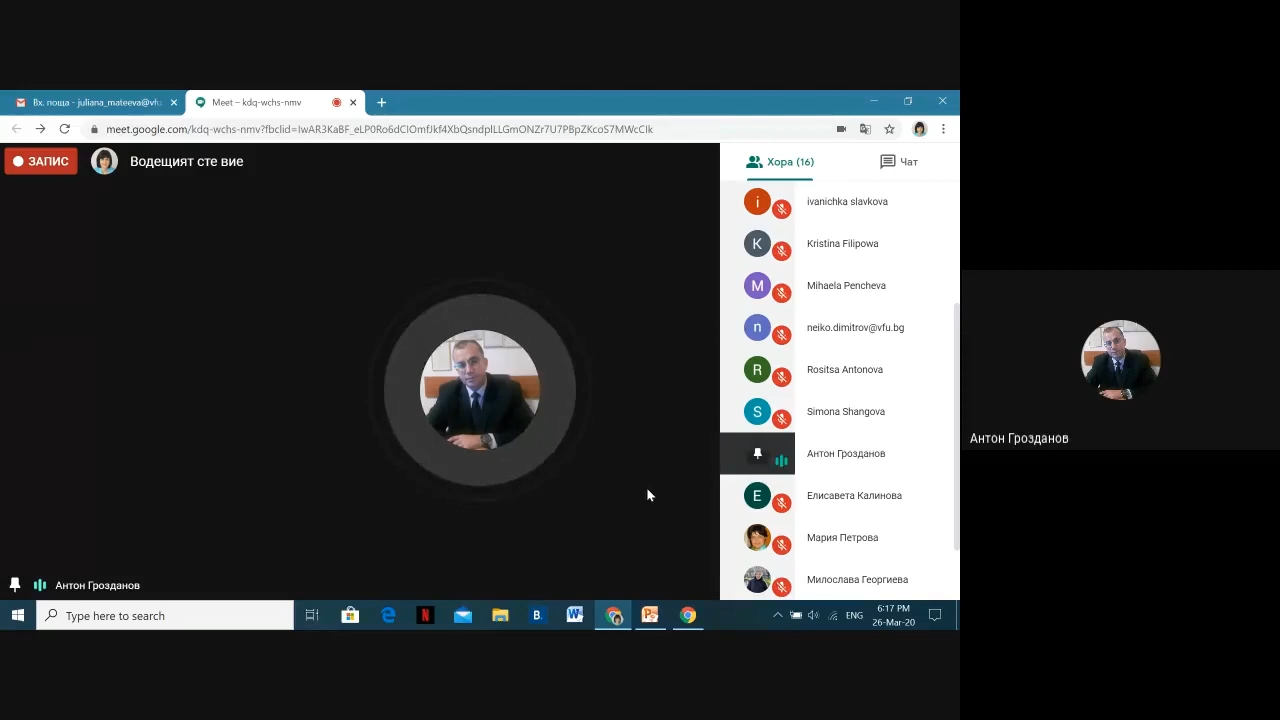 Вх. поща - juliana_mateeva@vfu
Meet – kdq-wchs-nmv
meet.google.com/kdq-wchs-nmv?fbclid=IwAR3KaBF_eLP0Ro6dCIOmfJkf4XbQsndplLLGmONZr7U7PBpZKcoS7MWcCIk
ЗАПИС
Водещият сте вие
Хора (16)
Чат
i
ivanichka slavkova
K
Kristina Filipowa
M
Mihaela Pencheva
n
neiko.dimitrov@vfu.bg
R
Rositsa Antonova
S
Simona Shangova
Антон Грозданов
Е
Елисавета Калинова
Мария Петрова
Милослава Георгиева
Антон Грозданов
Антон Грозданов
Type here to search
N
B.
W
P
ENG
6:17 PM
26-Mar-20